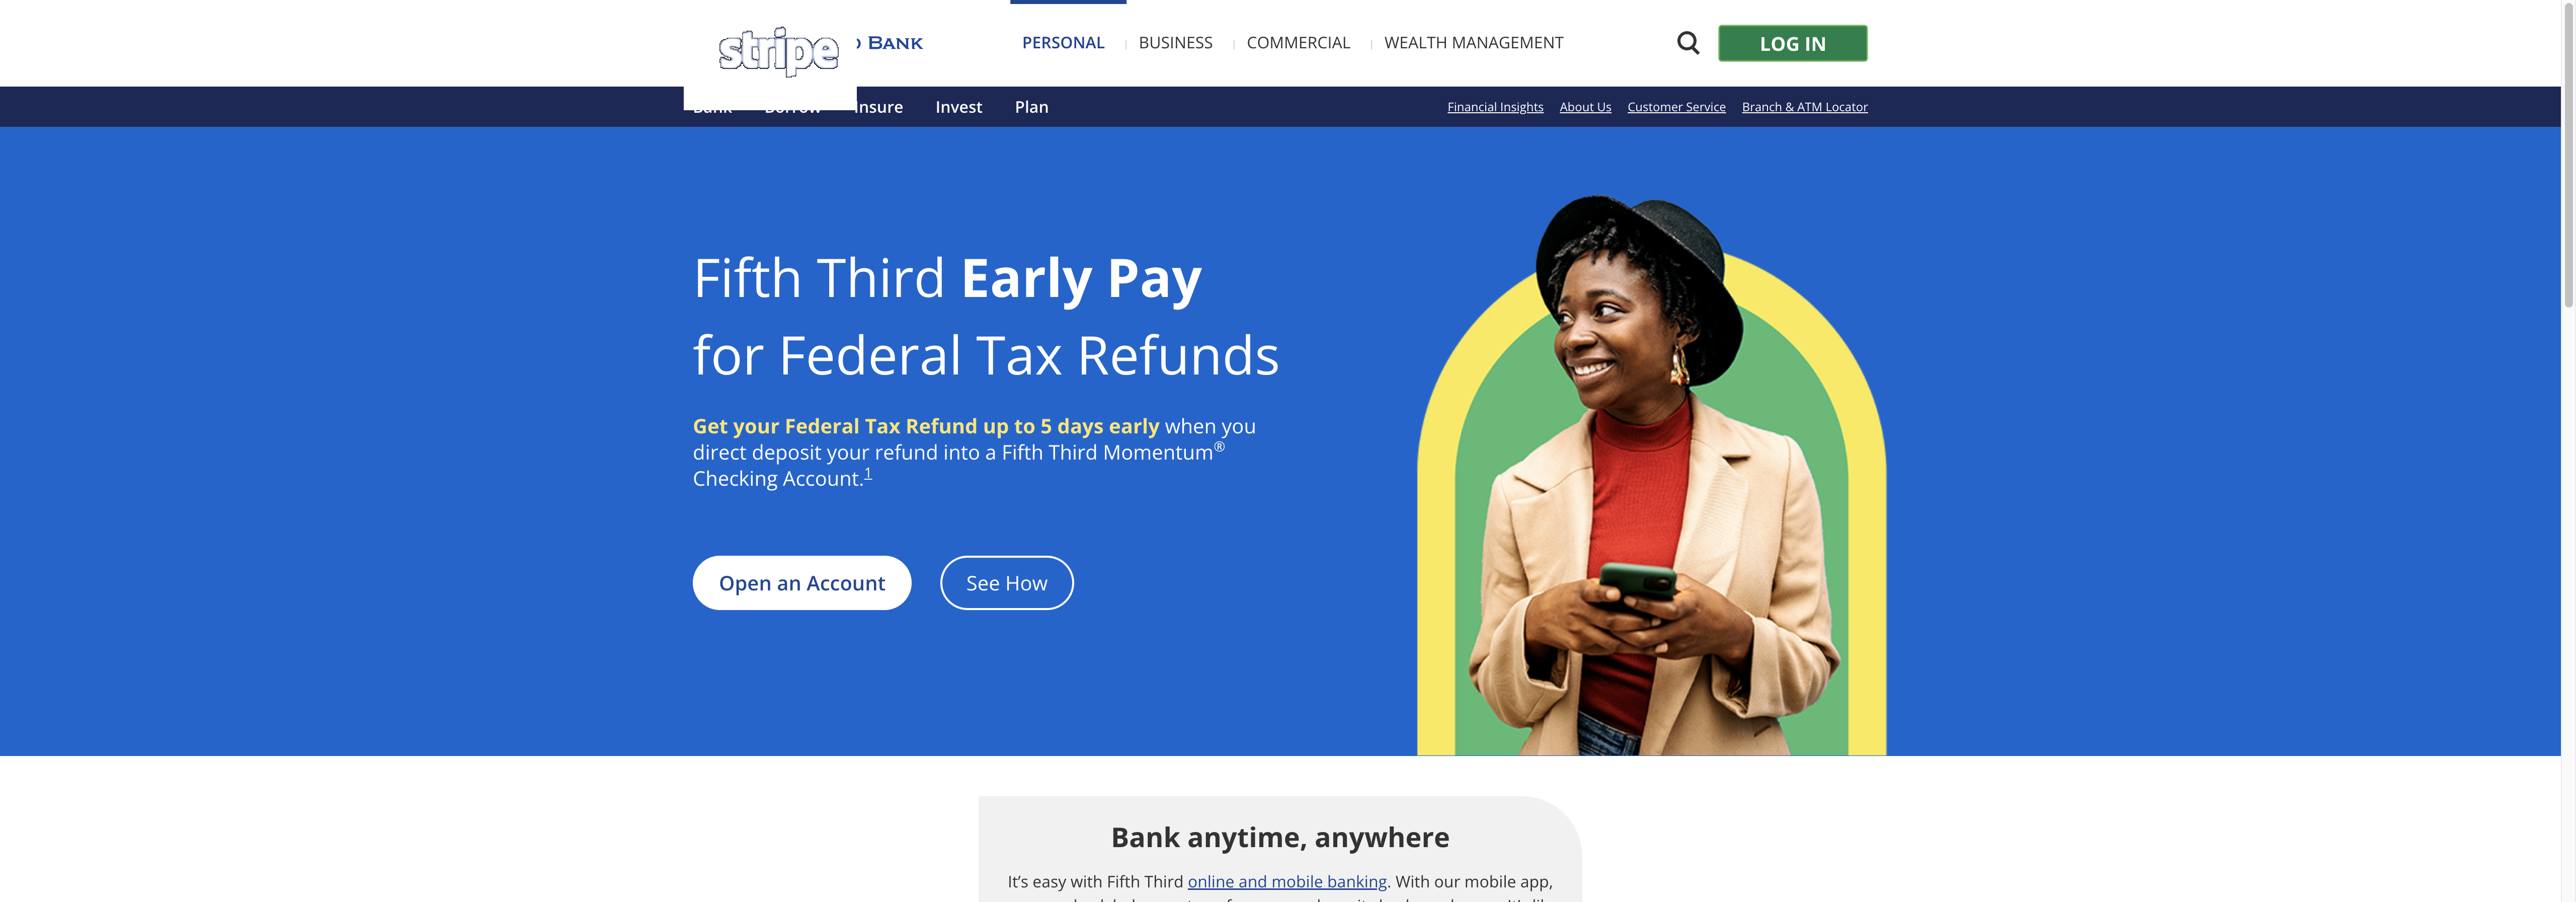 stripe
BANK
PERSONAL
BUSINESS
COMMERCIAL
WEALTH MANAGEMENT
LOG IN
Bank
Borrow
Insure
Invest
Plan
Financial Insights
About Us
Customer Service
Branch & ATM Locator
Fifth Third Early Pay
for Federal Tax Refunds
Get your Federal Tax Refund up to 5 days early when you
direct deposit your refund into a Fifth Third Momentum®
Checking Account.1
Open an Account
See How
Bank anytime, anywhere
It’s easy with Fifth Third online and mobile banking. With our mobile app,